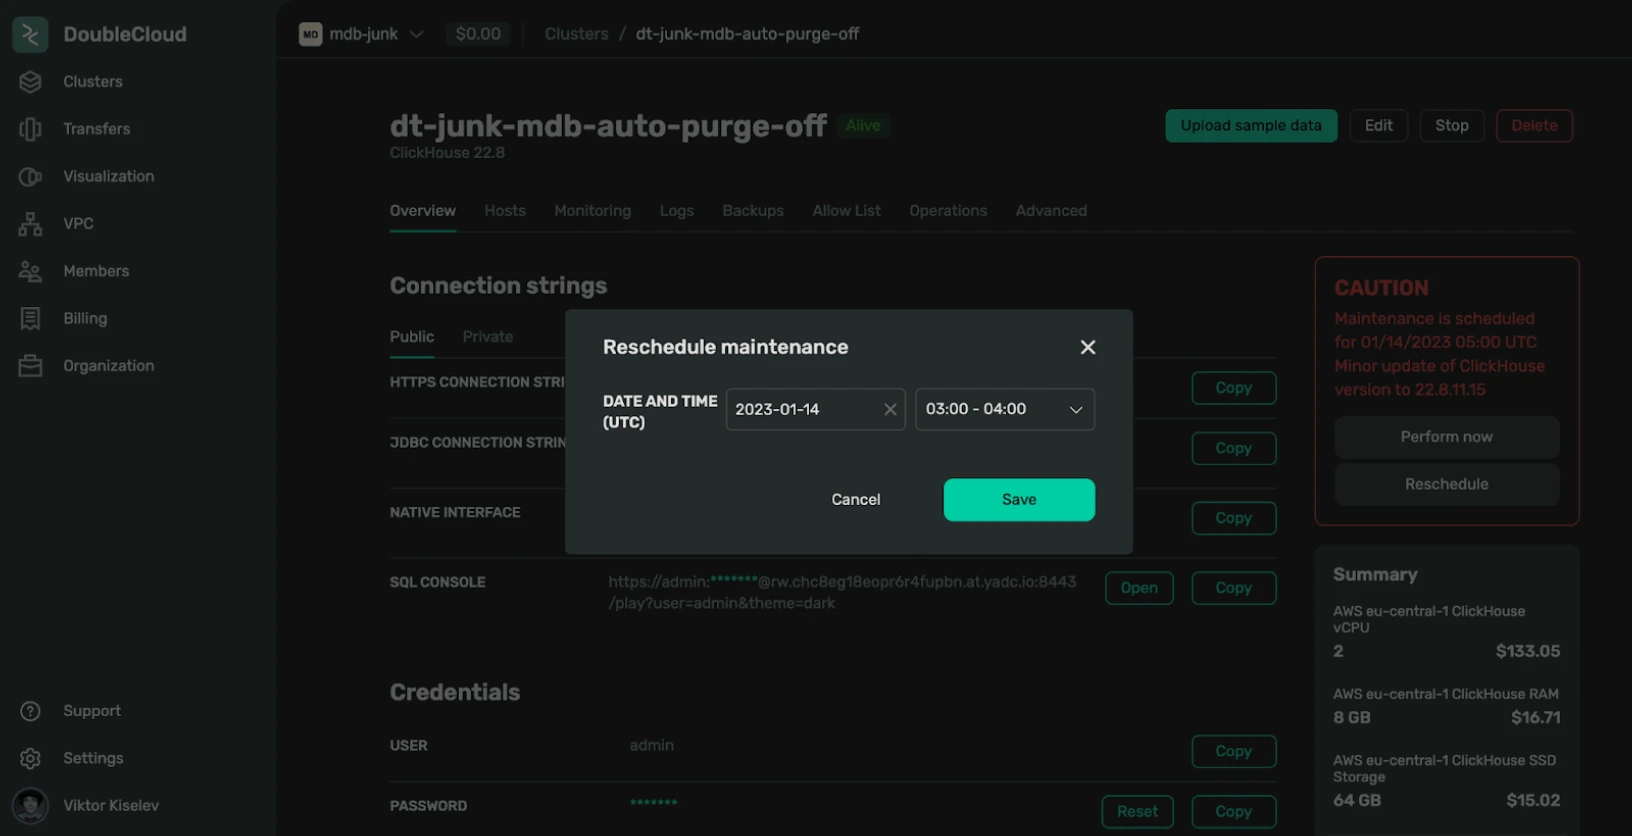 DoubleCloud
Clusters
Transfers
Visualization
VPC
Members
Billing
Organization
Support
Settings
Viktor Kiselev
MD mdb-junk $0.00 Clusters / dt-junk-mdb-auto-purge-off
dt-junk-mdb-auto-purge-off Alive
ClickHouse 22.8
Upload sample data Edit Stop Delete
Overview Hosts Monitoring Logs Backups Allow List Operations Advanced
Connection strings
Public Private
HTTPS CONNECTION STRI
Copy
JDBC CONNECTION STRIN
Copy
NATIVE INTERFACE
Copy
SQL CONSOLE
https://admin:*******@rw.chc8eg18eopr6r4fupbn.at.yadc.io:8443
/play?user=admin&theme=dark
Open Copy
Reschedule maintenance
DATE AND TIME
(UTC)
2023-01-14
03:00 - 04:00
Cancel Save
Credentials
USER admin Copy
PASSWORD ******* Reset Copy
CAUTION
Maintenance is scheduled
for 01/14/2023 05:00 UTC
Minor update of ClickHouse
version to 22.8.11.15
Perform now
Reschedule
Summary
AWS eu-central-1 ClickHouse
vCPU
2 $133.05
AWS eu-central-1 ClickHouse RAM
8 GB $16.71
AWS eu-central-1 ClickHouse SSD
Storage
64 GB $15.02